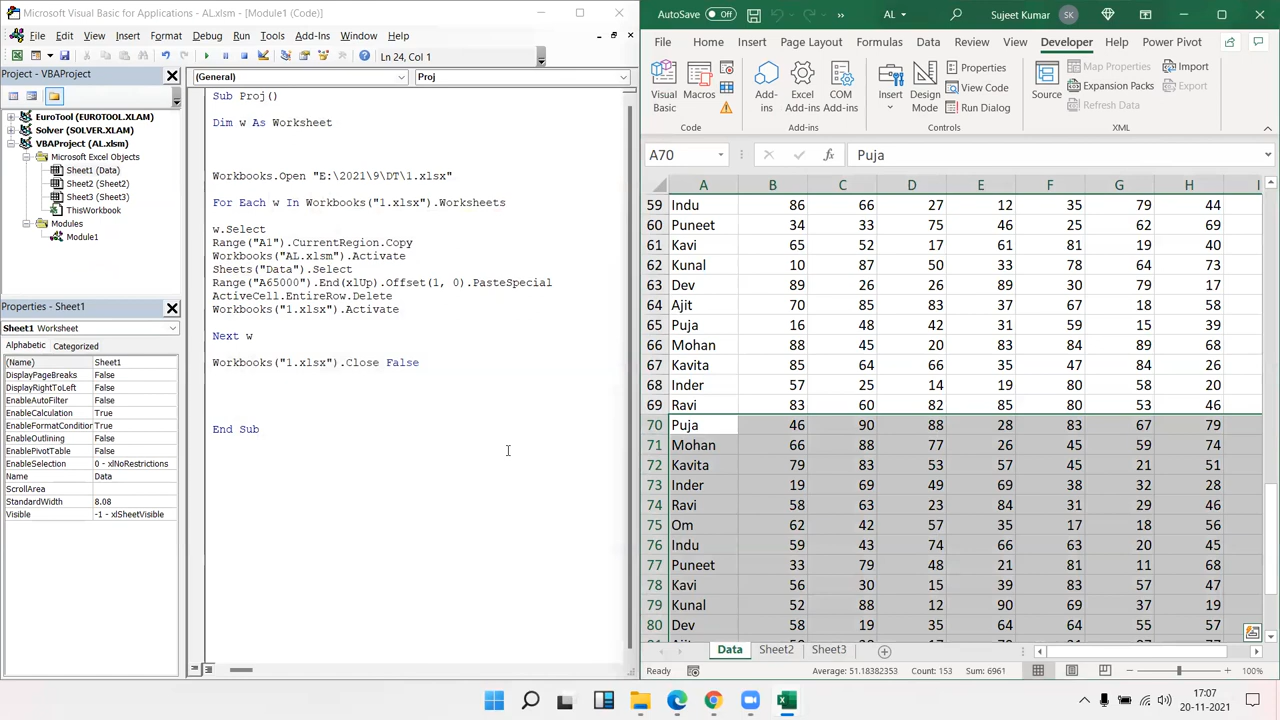 Microsoft Visual Basic for Applications - AL.xlsm - [Module1 (Code)]
File Edit View Insert Format Debug Run Tools Add-Ins Window Help
Ln 24, Col 1
Project - VBAProject
EuroTool (EUROTOOL.XLAM)
Solver (SOLVER.XLAM)
VBAProject (AL.xlsm)
Microsoft Excel Objects
Sheet1 (Data)
Sheet2 (Sheet2)
Sheet3 (Sheet3)
ThisWorkbook
Modules
Module1
Properties - Sheet1
Sheet1 Worksheet
Alphabetic Categorized
(Name) Sheet1
DisplayPageBreaks False
DisplayRightToLeft False
EnableAutoFilter False
EnableCalculation True
EnableFormatCondition True
EnableOutlining False
EnablePivotTable False
EnableSelection 0 - xlNoRestrictions
Name Data
ScrollArea
StandardWidth 8.08
Visible -1 - xlSheetVisible
(General) Proj
Sub Proj()
Dim w As Worksheet
Workbooks.Open "E:\2021\9\DT\1.xlsx"
For Each w In Workbooks("1.xlsx").Worksheets
w.Select
Range("A1").CurrentRegion.Copy
Workbooks("AL.xlsm").Activate
Sheets("Data").Select
Range("A65000").End(xlUp).Offset(1, 0).PasteSpecial
ActiveCell.EntireRow.Delete
Workbooks("1.xlsx").Activate
Next w
Workbooks("1.xlsx").Close False
End Sub
AutoSave Off AL Sujeet Kumar SK
File Home Insert Page Layout Formulas Data Review View Developer Help Power Pivot
Visual Basic Macros Code
Add-ins Excel Add-ins COM Add-ins Add-ins
Insert Design Mode Properties View Code Run Dialog Controls
Source Map Properties Expansion Packs Refresh Data Import Export XML
A70 fx Puja
A B C D E F G H I
59 Indu 86 66 27 12 35 79 44
60 Puneet 34 33 75 46 25 62 69
61 Kavi 65 52 17 61 81 19 40
62 Kunal 10 87 50 33 78 64 73
63 Dev 89 26 26 89 30 79 17
64 Ajit 70 85 83 37 67 18 58
65 Puja 16 48 42 31 59 15 39
66 Mohan 88 45 20 83 84 89 68
67 Kavita 85 64 66 35 47 84 26
68 Inder 57 25 14 19 80 58 20
69 Ravi 83 60 82 85 80 53 46
70 Puja 46 90 88 28 83 67 79
71 Mohan 66 88 77 26 45 59 74
72 Kavita 79 83 53 57 45 21 51
73 Inder 19 69 49 69 38 32 28
74 Ravi 58 63 23 84 31 29 46
75 Om 62 42 57 35 17 18 56
76 Indu 59 43 74 66 63 20 45
77 Puneet 33 79 48 21 81 11 68
78 Kavi 56 30 15 39 83 57 47
79 Kunal 52 88 12 90 69 37 19
80 Dev 58 19 35 64 64 55 57
Data Sheet2 Sheet3
Ready Average: 51.18382353 Count: 153 Sum: 6961 100%
17:07
20-11-2021